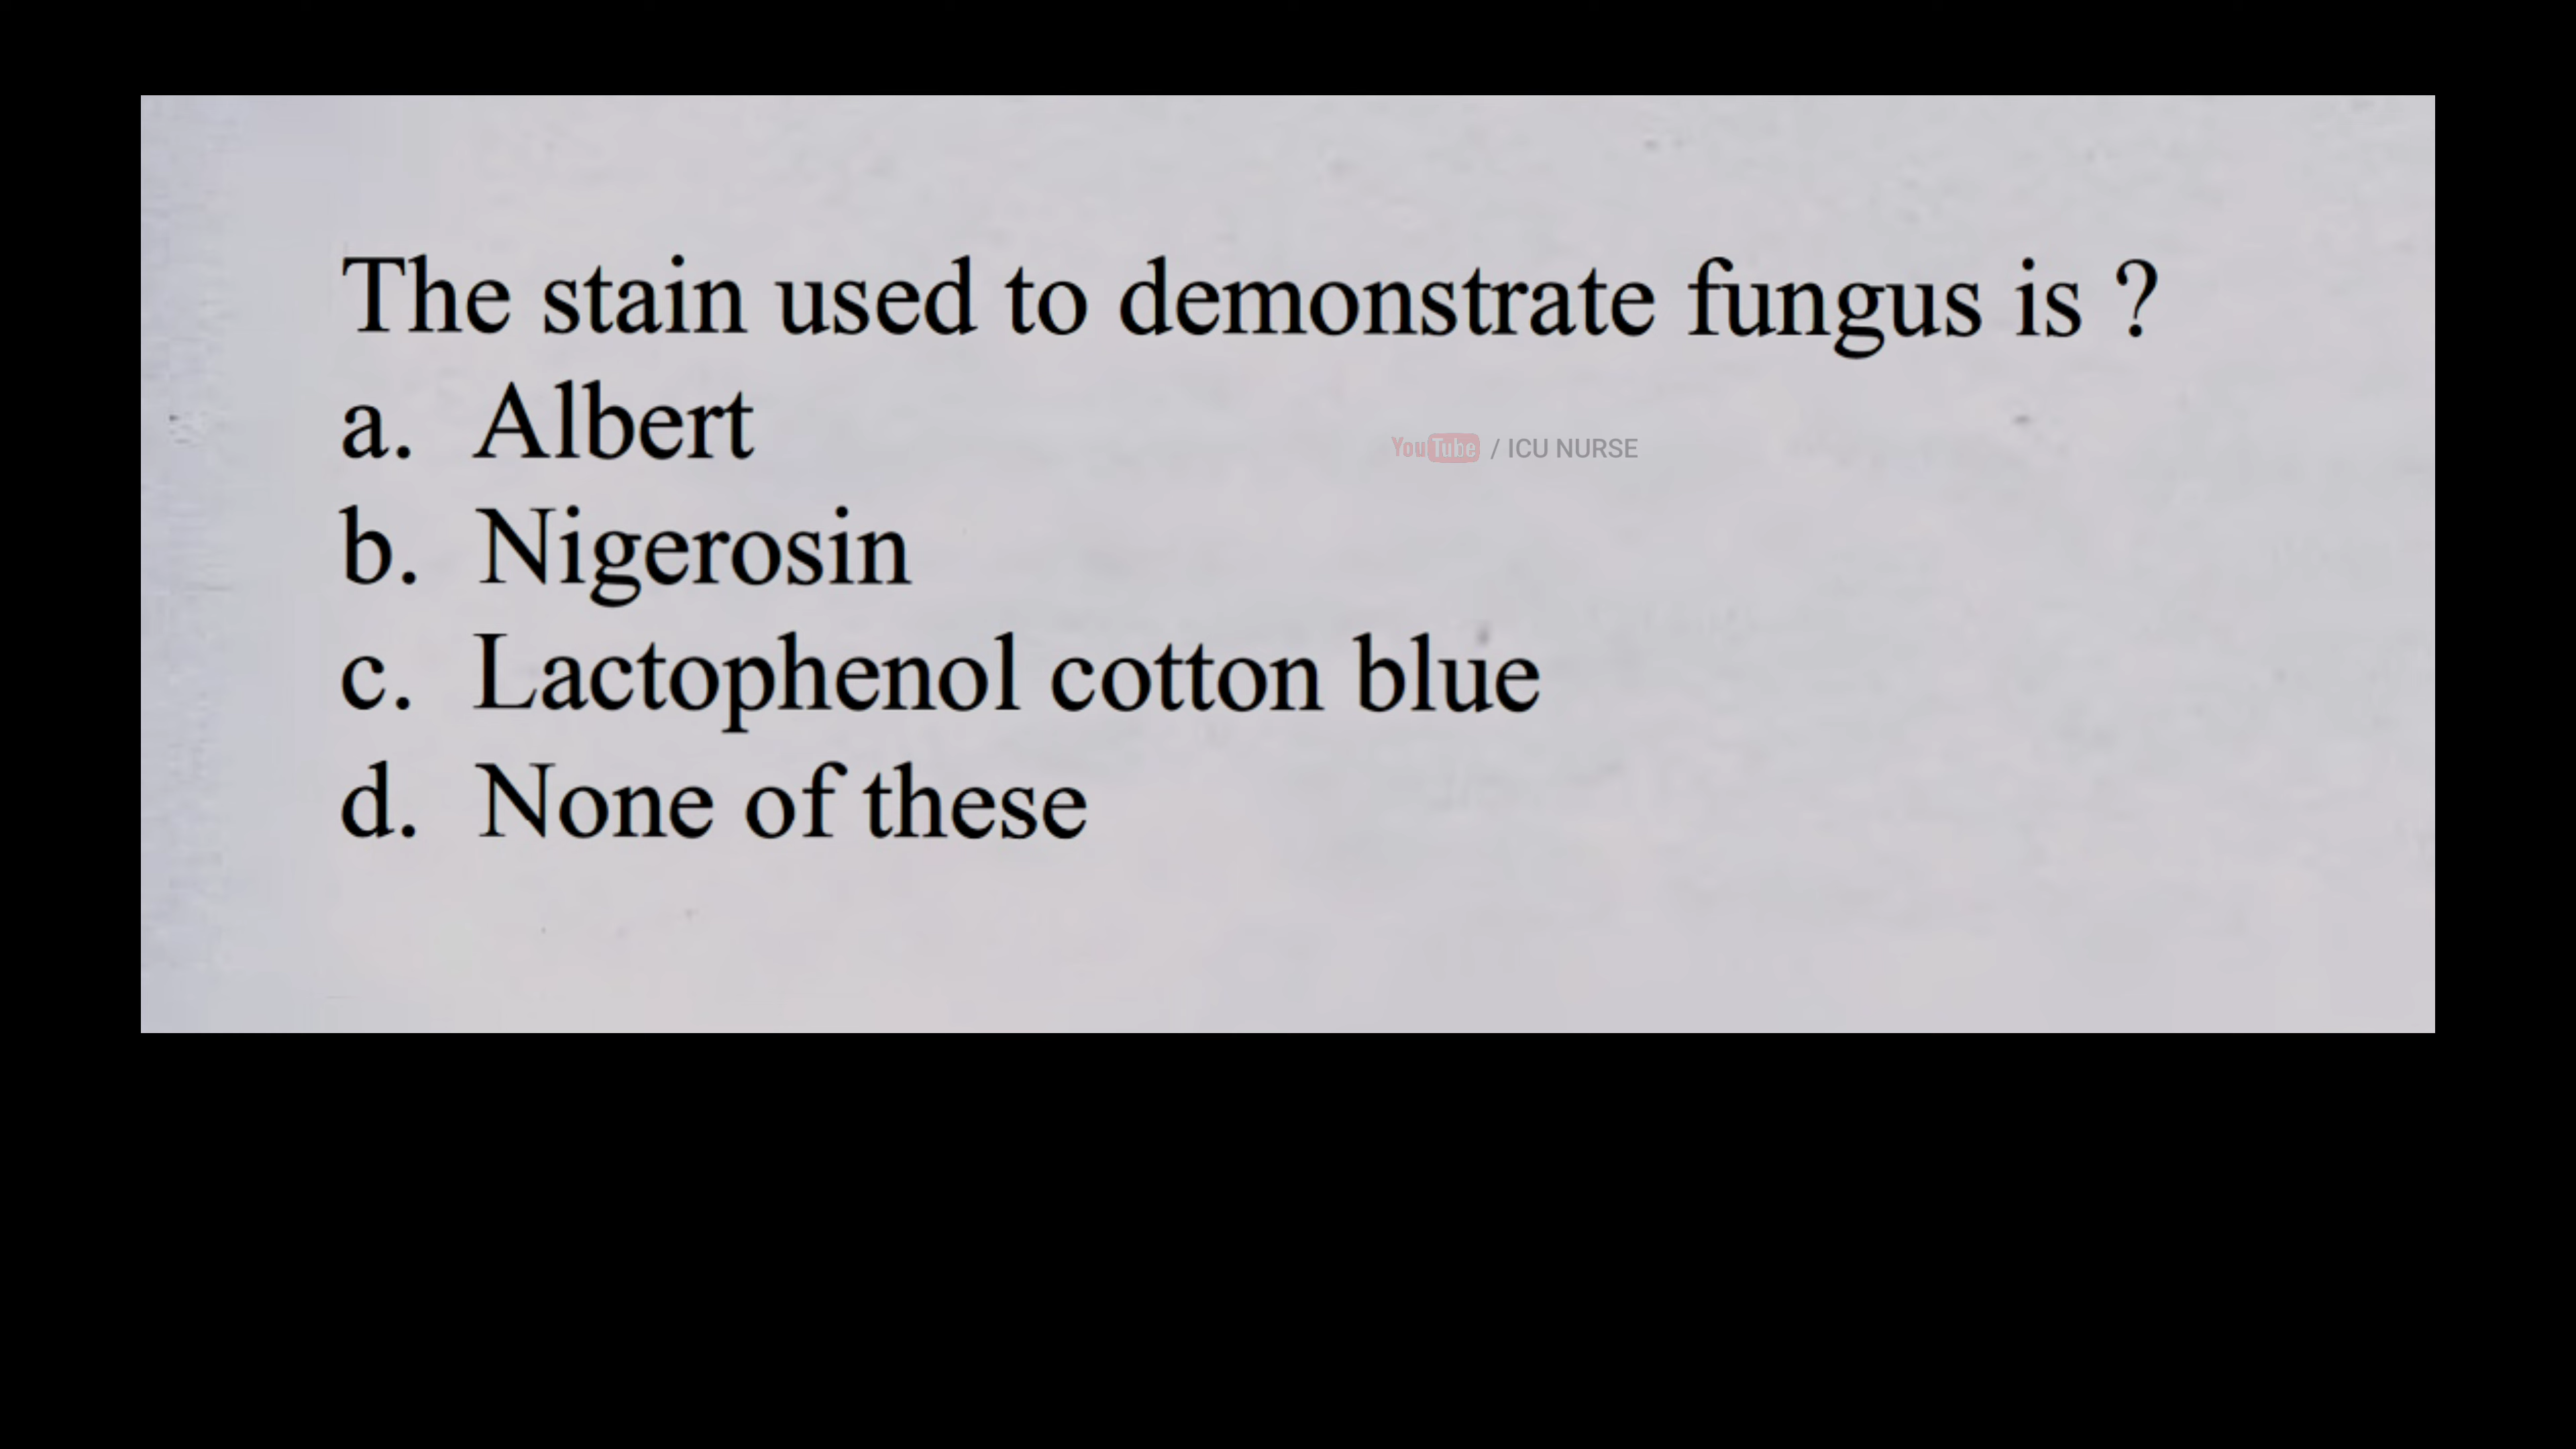 The stain used to demonstrate fungus is ?
a. Albert
YouTube / ICU NURSE
b. Nigerosin
c. Lactophenol cotton blue
d. None of these